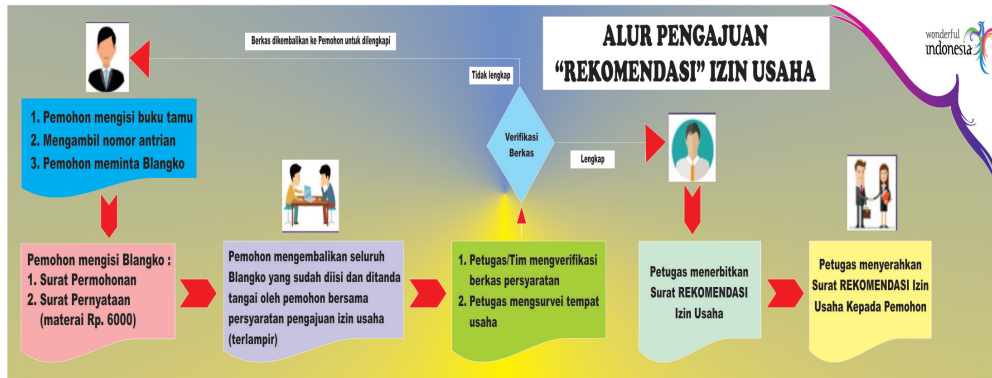 ALUR PENGAJUAN
“REKOMENDASI” IZIN USAHA
wonderful
indonesia
Berkas dikembalikan ke Pemohon untuk dilengkapi
Tidak lengkap
1. Pemohon mengisi buku tamu
2. Mengambil nomor antrian
3. Pemohon meminta Blangko
Verifikasi
Berkas
Lengkap
Pemohon mengisi Blangko :
1. Surat Permohonan
2. Surat Pernyataan
(materai Rp. 6000)
Pemohon mengembalikan seluruh
Blangko yang sudah diisi dan ditanda
tangai oleh pemohon bersama
persyaratan pengajuan izin usaha
(terlampir)
1. Petugas/Tim mengverifikasi
berkas persyaratan
2. Petugas mengsurvei tempat
usaha
Petugas menerbitkan
Surat REKOMENDASI
Izin Usaha
Petugas menyerahkan
Surat REKOMENDASI Izin
Usaha Kepada Pemohon